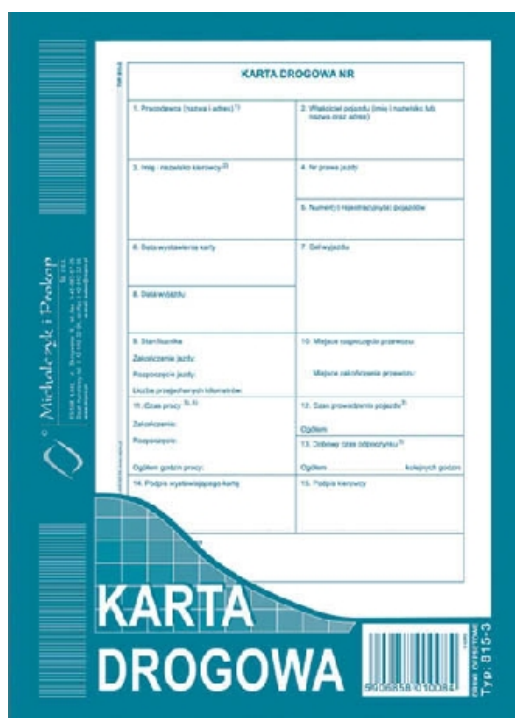 KARTA DROGOWA NR
1. Pracodawca (nazwa i adres) 1)
2. Właściciel pojazdu (imię i nazwisko lub
nazwa oraz adres)
3. Imię i nazwisko kierowcy 2)
4. Nr prawa jazdy
5. Numer(y) rejestracyjny(e) pojazdów
6. Data wystawienia karty
7. Cel wyjazdu
8. Data wyjazdu
9. Stan licznika
Zakończenie jazdy:
Rozpoczęcie jazdy:
Liczba przejechanych kilometrów:
10. Miejsce rozpoczęcia przewozu:
Miejsce zakończenia przewozu:
11. Czas pracy
Zakończenie:
Rozpoczęcie:
Ogółem godzin pracy:
12. Czas prowadzenia pojazdu
Ogółem
13. Dobowy czas odpoczynku
Ogółem kolejnych godzin
14. Podpis wystawiającego kartę
15. Podpis kierowcy
Michalczyk i Prokop
KARTA
DROGOWA
5906858010084
Typ: 815-3